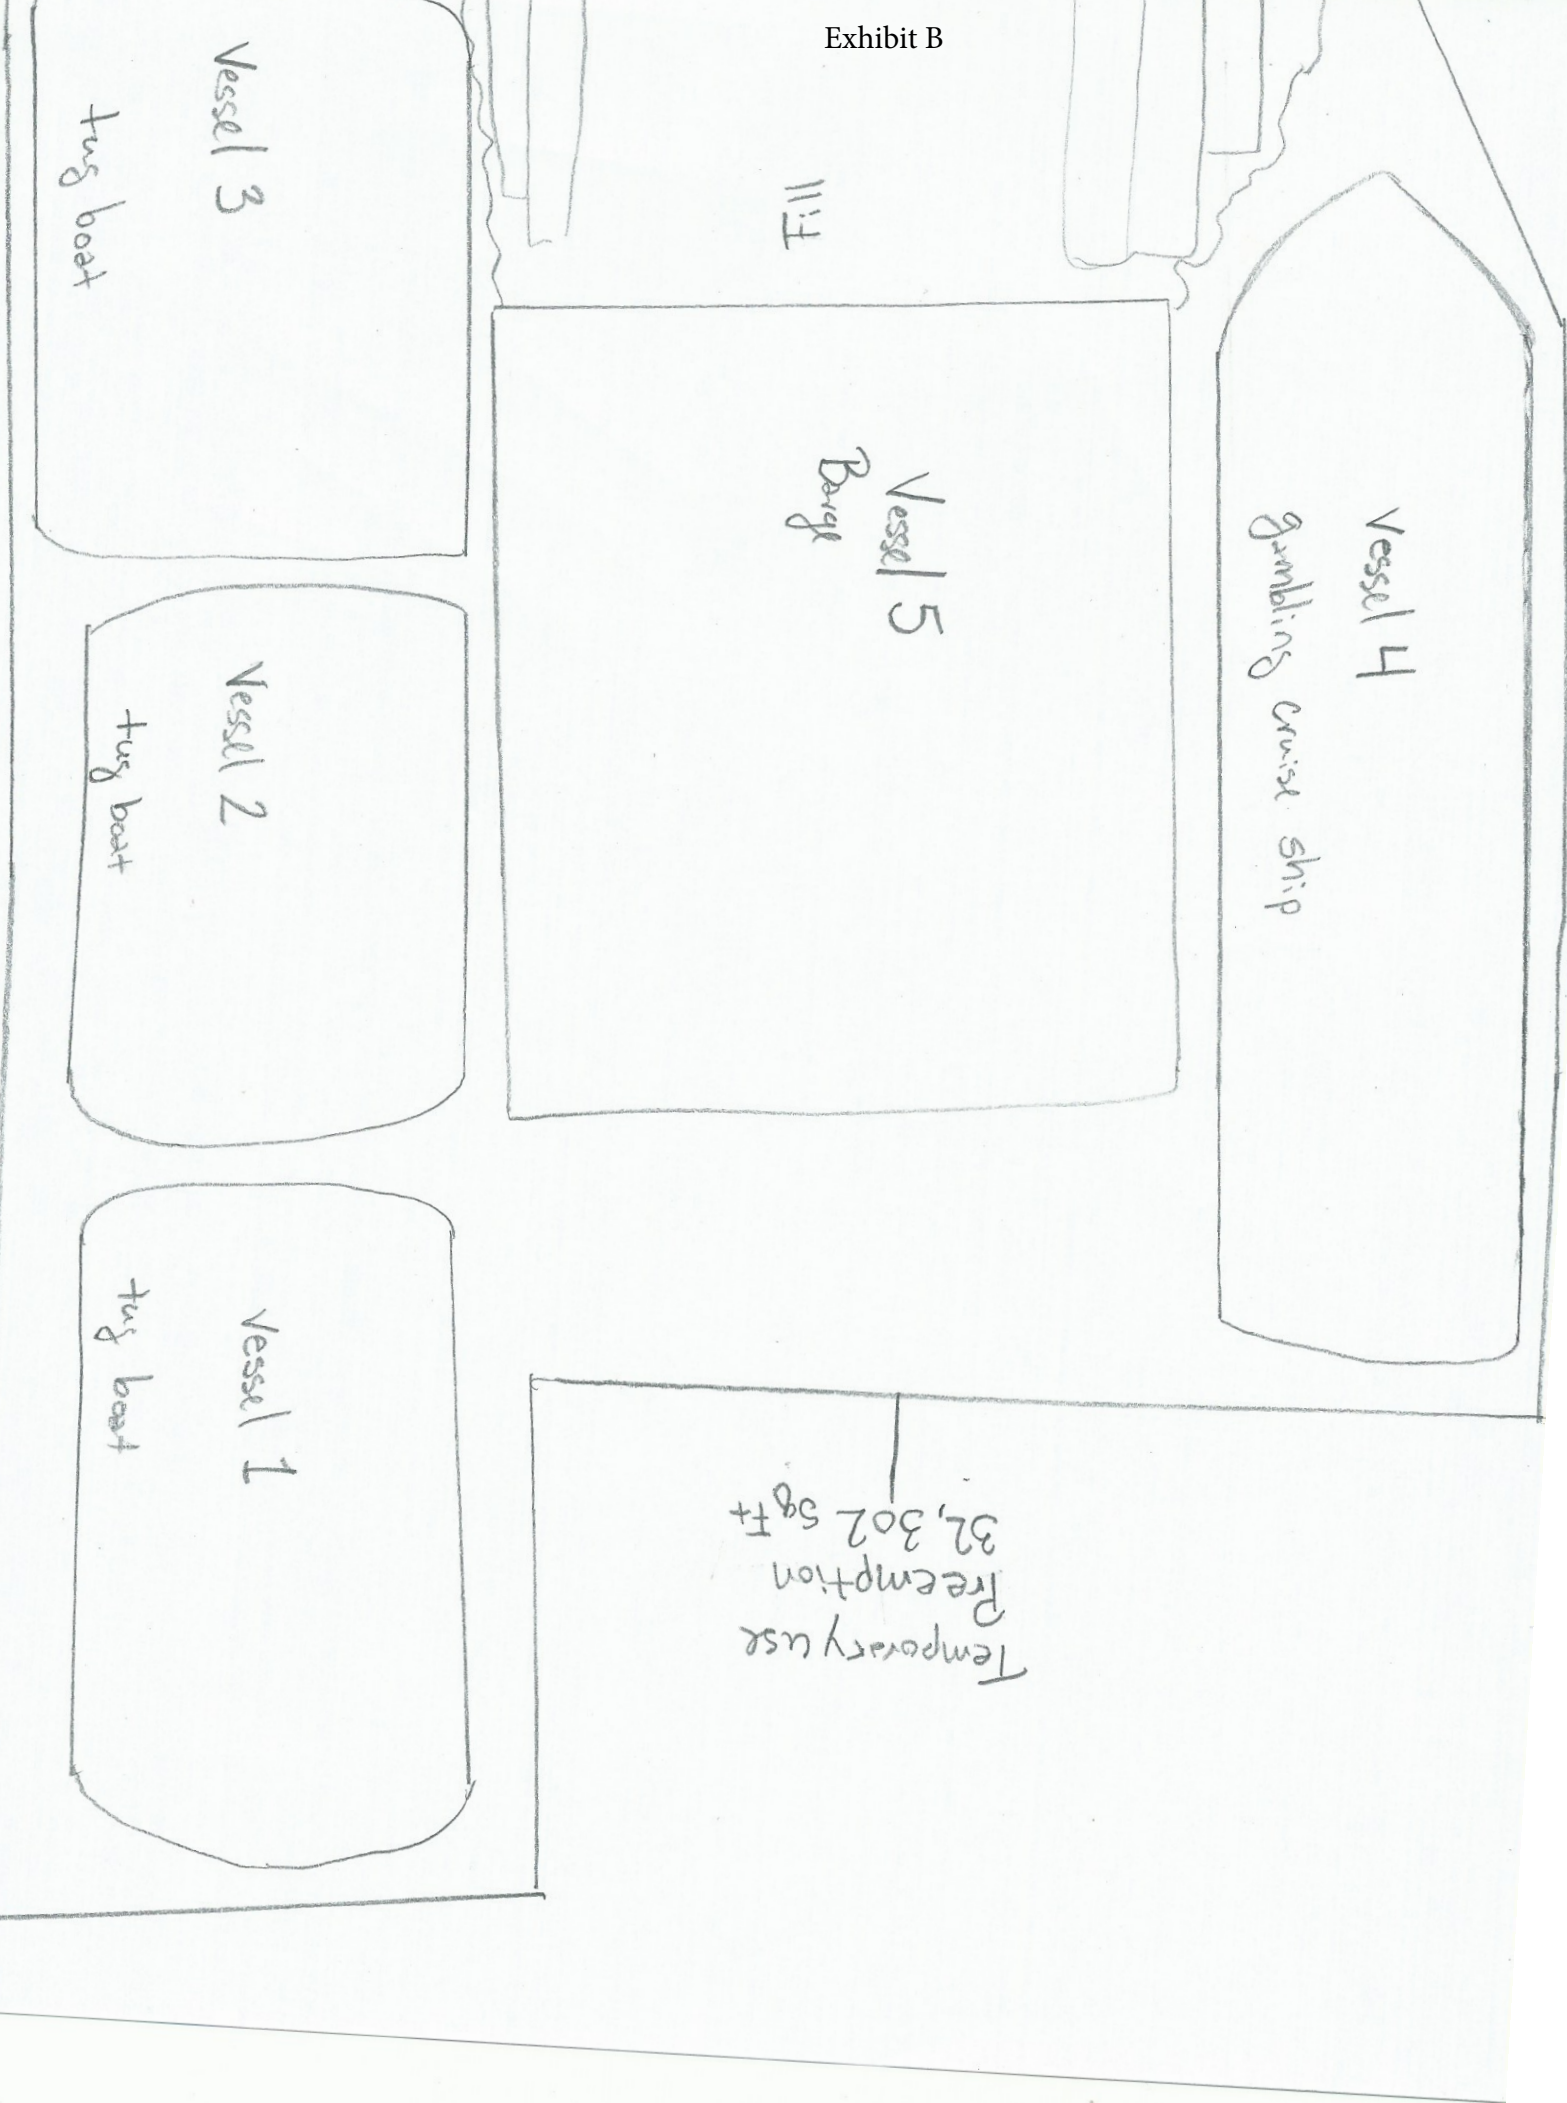 Exhibit B
Vessel 3
tug boat
Fill
Vessel 4
gambling cruise ship
Vessel 5
Barge
Vessel 2
tug boat
Vessel 1
tug boat
Temporary use
Preemption
32,302 sq Ft